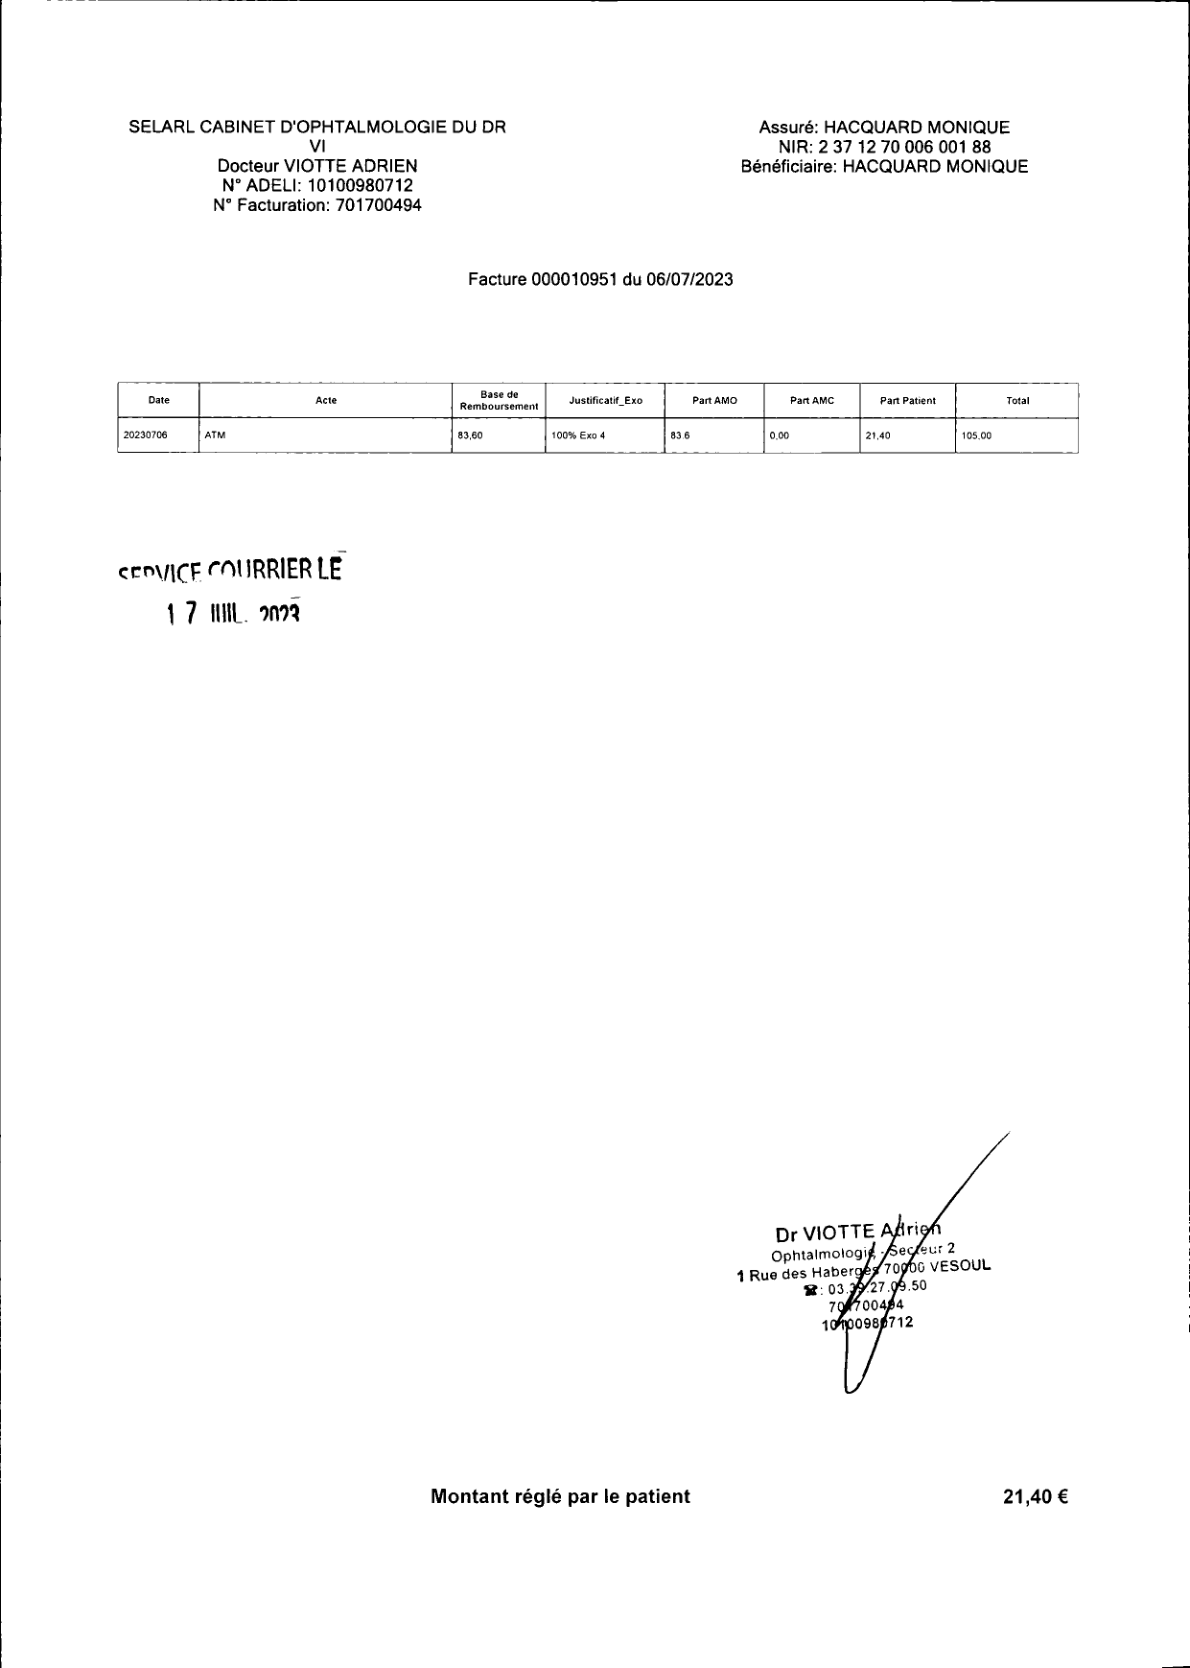 SELARL CABINET D'OPHTALMOLOGIE DU DR
VI
Docteur VIOTTE ADRIEN
N° ADELI: 10100980712
N° Facturation: 701700494
Assuré: HACQUARD MONIQUE
NIR: 2 37 12 70 006 001 88
Bénéficiaire: HACQUARD MONIQUE
Facture 000010951 du 06/07/2023
Date Acte Base de Remboursement Justificatif_Exo Part AMO Part AMC Part Patient Total
20230706 ATM 83,60 100% Exo 4 83.6 0,00 21,40 105,00
SERVICE COURRIER LE
17 JUIL. 2023
Dr VIOTTE Adrien
Ophtalmologie - Secteur 2
1 Rue des Haberges 70000 VESOUL
☎: 03.39.27.09.50
701700494
10100980712
Montant réglé par le patient 21,40 €